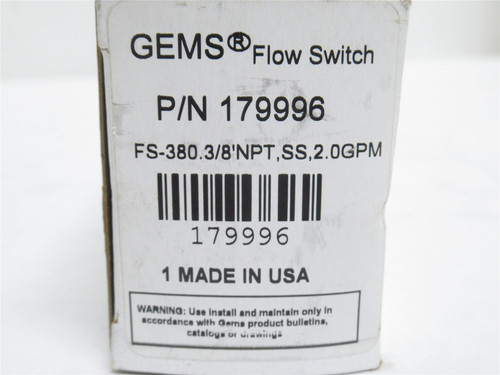 GEMS® Flow Switch
P/N 179996
FS-380.3/8'NPT,SS,2.0GPM
179996
1 MADE IN USA
WARNING: Use install and maintain only in
accordance with Gems product bulletins,
catalogs or drawings